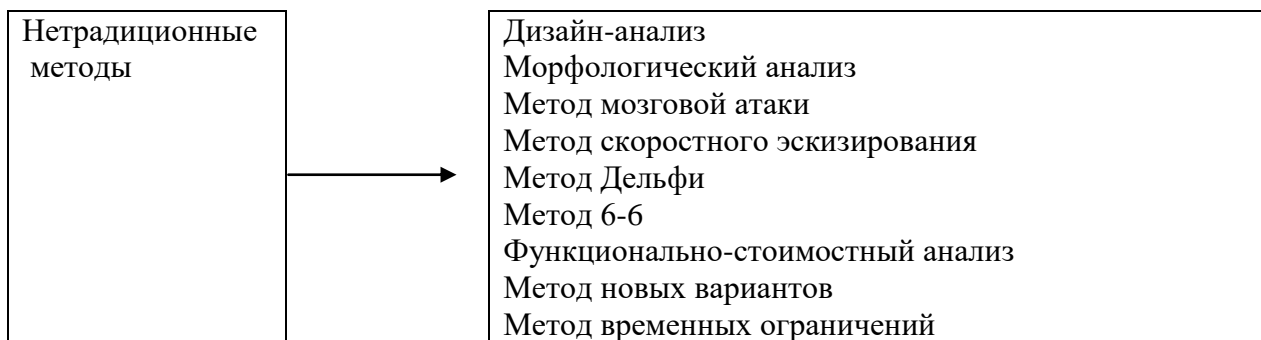 Нетрадиционные
методы
Дизайн-анализ
Морфологический анализ
Метод мозговой атаки
Метод скоростного эскизирования
Метод Дельфи
Метод 6-6
Функционально-стоимостный анализ
Метод новых вариантов
Метод временных ограничений